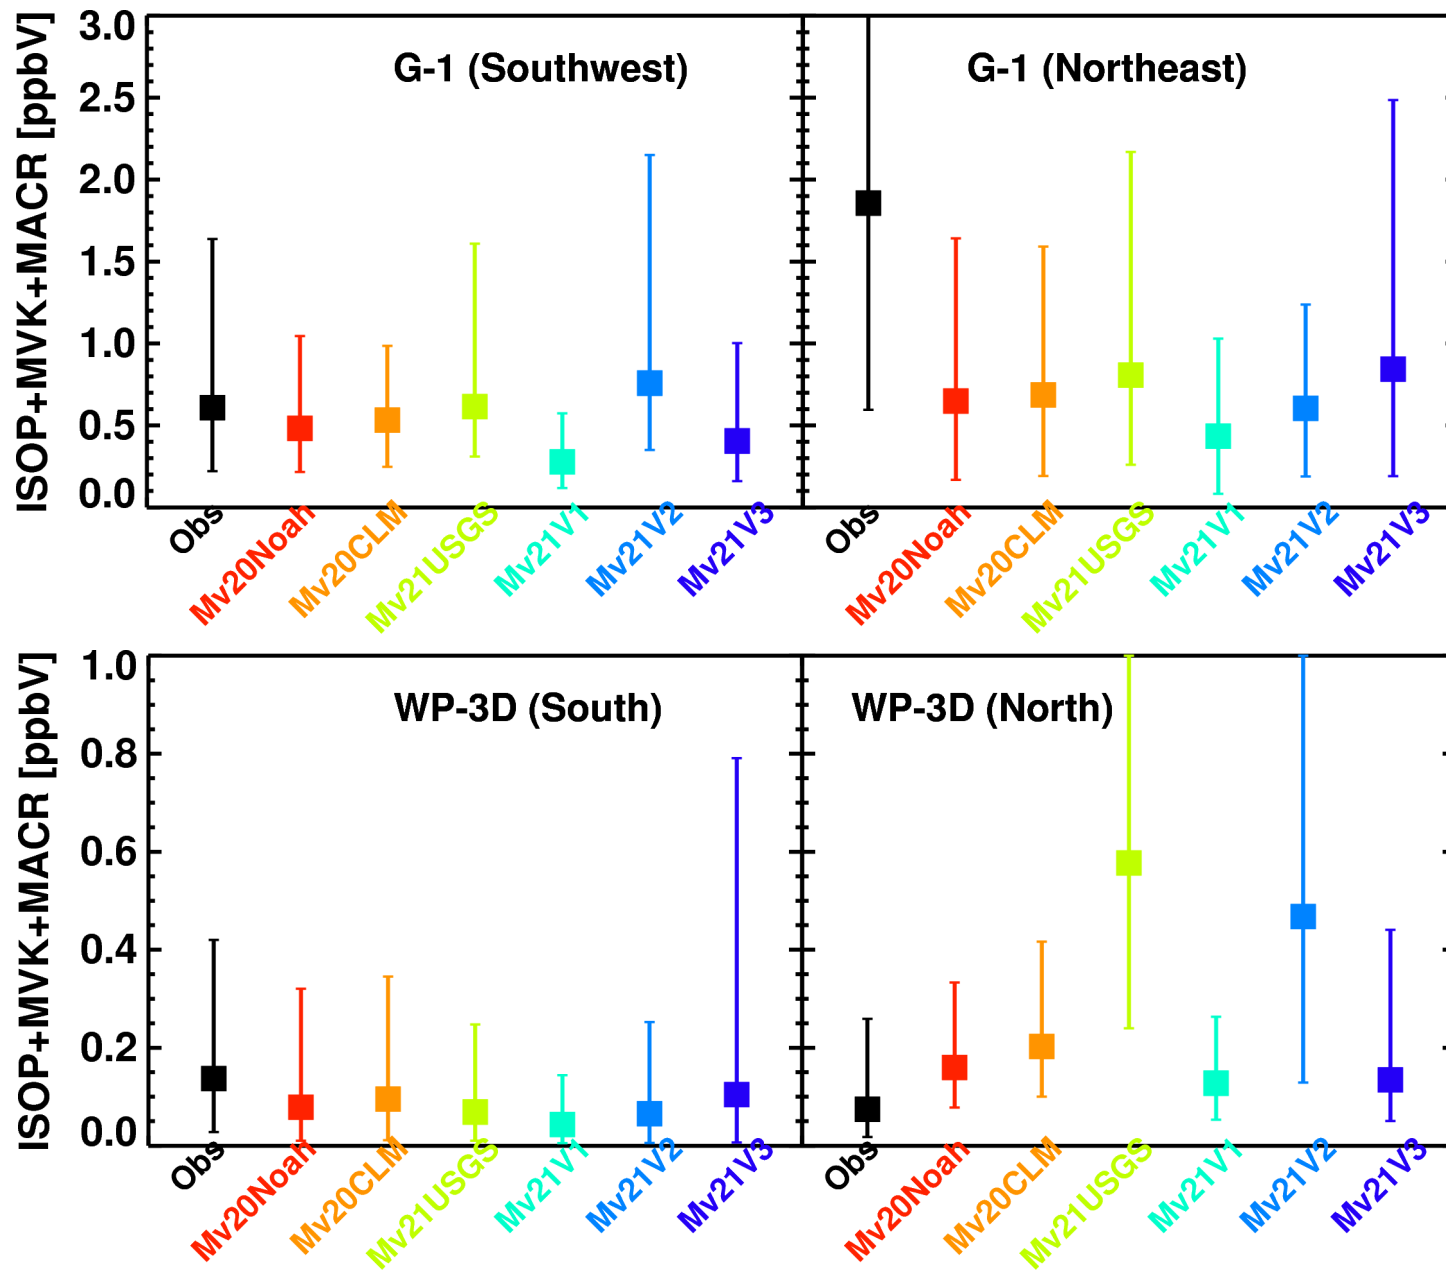 ISOP+MVK+MACR [ppbV]
3.0
2.5
2.0
1.5
1.0
0.5
0.0
G-1 (Southwest)
G-1 (Northeast)
Obs
Mv20Noah
Mv20CLM
Mv21USGS
Mv21V1
Mv21V2
Mv21V3
Obs
Mv20Noah
Mv20CLM
Mv21USGS
Mv21V1
Mv21V2
Mv21V3
ISOP+MVK+MACR [ppbV]
1.0
0.8
0.6
0.4
0.2
0.0
WP-3D (South)
WP-3D (North)
Obs
Mv20Noah
Mv20CLM
Mv21USGS
Mv21V1
Mv21V2
Mv21V3
Obs
Mv20Noah
Mv20CLM
Mv21USGS
Mv21V1
Mv21V2
Mv21V3